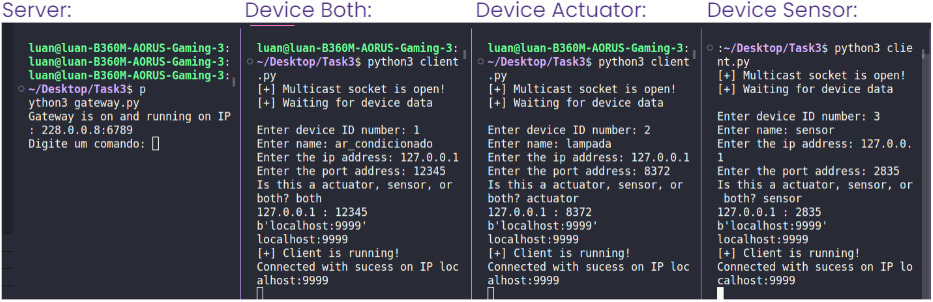 Server:
luan@luan-B360M-AORUS-Gaming-3:
luan@luan-B360M-AORUS-Gaming-3:
luan@luan-B360M-AORUS-Gaming-3:
~/Desktop/Task3$ p
ython3 gateway.py
Gateway is on and running on IP
: 228.0.0.8:6789
Digite um comando:
Device Both:
luan@luan-B360M-AORUS-Gaming-3:
~/Desktop/Task3$ python3 client
.py
[+] Multicast socket is open!
[+] Waiting for device data
Enter device ID number: 1
Enter name: ar_condicionado
Enter the ip address: 127.0.0.1
Enter the port address: 12345
Is this a actuator, sensor, or
both? both
127.0.0.1 : 12345
b'localhost:9999'
localhost:9999
[+] Client is running!
Connected with sucess on IP loc
alhost:9999
Device Actuator:
luan@luan-B360M-AORUS-Gaming-3:
~/Desktop/Task3$ python3 client
.py
[+] Multicast socket is open!
[+] Waiting for device data
Enter device ID number: 2
Enter name: lampada
Enter the ip address: 127.0.0.1
Enter the port address: 8372
Is this a actuator, sensor, or
both? actuator
127.0.0.1 : 8372
b'localhost:9999'
localhost:9999
[+] Client is running!
Connected with sucess on IP loc
alhost:9999
Device Sensor:
:~/Desktop/Task3$ python3 clie
nt.py
[+] Multicast socket is open!
[+] Waiting for device data
Enter device ID number: 3
Enter name: sensor
Enter the ip address: 127.0.0.
1
Enter the port address: 2835
Is this a actuator, sensor, or
both? sensor
127.0.0.1 : 2835
b'localhost:9999'
localhost:9999
[+] Client is running!
Connected with sucess on IP lo
calhost:9999